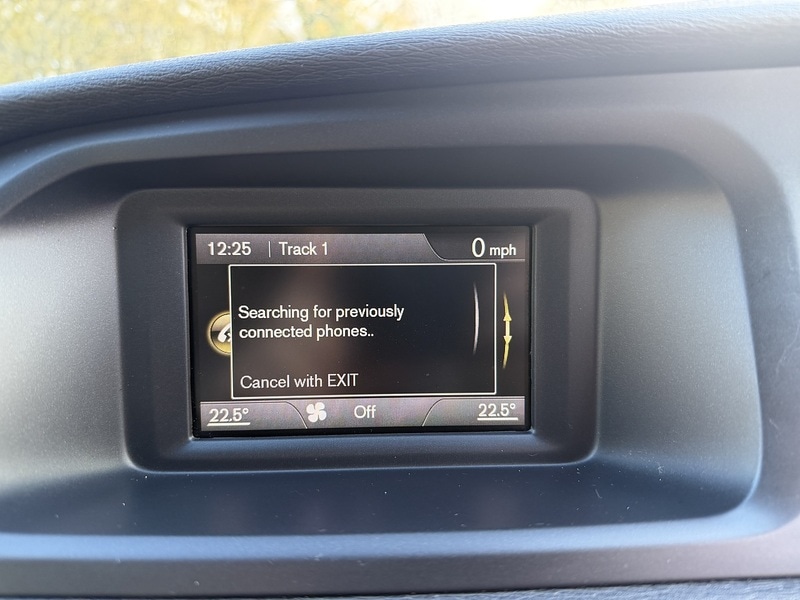 12:25 Track 1 0 mph
Searching for previously
connected phones..
Cancel with EXIT
22.5° Off 22.5°